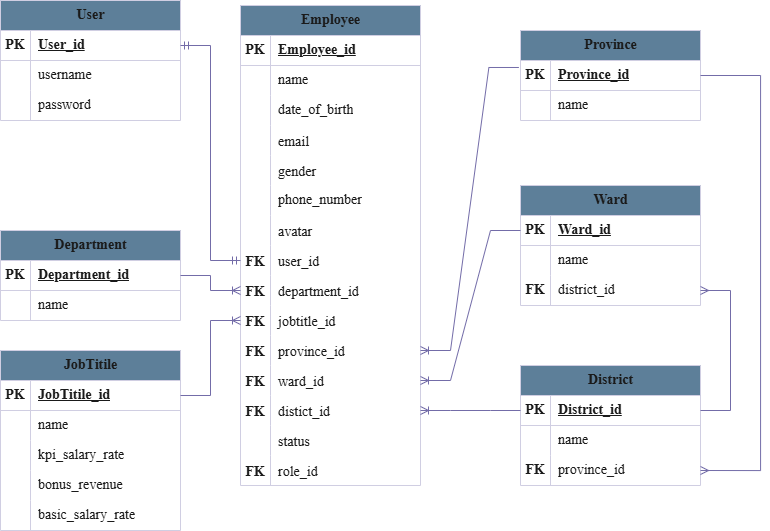 User
PK User_id
username
password
Employee
PK Employee_id
name
date_of_birth
email
gender
phone_number
avatar
FK user_id
FK department_id
FK jobtitle_id
FK province_id
FK ward_id
FK distict_id
status
FK role_id
Province
PK Province_id
name
Ward
PK Ward_id
name
FK district_id
Department
PK Department_id
name
JobTitile
PK JobTitile_id
name
kpi_salary_rate
bonus_revenue
basic_salary_rate
District
PK District_id
name
FK province_id